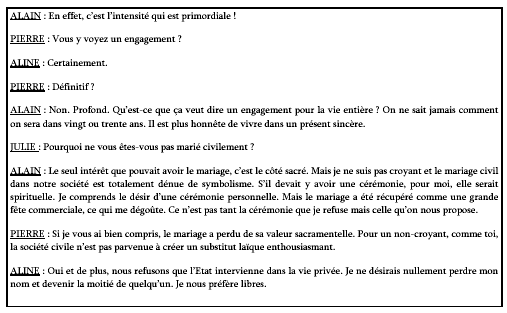 ALAIN : En effet, c'est l'intensité qui est primordiale !
PIERRE : Vous y voyez un engagement ?
ALINE : Certainement.
PIERRE : Définitif ?
ALAIN : Non. Profond. Qu'est-ce que ça veut dire un engagement pour la vie entière ? On ne sait jamais comment
on sera dans vingt ou trente ans. Il est plus honnête de vivre dans un présent sincère.
JULIE : Pourquoi ne vous êtes-vous pas marié civilement ?
ALAIN : Le seul intérêt que pouvait avoir le mariage, c'est le côté sacré. Mais je ne suis pas croyant et le mariage civil
dans notre société est totalement dénue de symbolisme. S'il devait y avoir une cérémonie, pour moi, elle serait
spirituelle. Je comprends le désir d'une cérémonie personnelle. Mais le mariage a été récupéré comme une grande
fête commerciale, ce qui me dégoûte. Ce n'est pas tant la cérémonie que je refuse mais celle qu'on nous propose.
PIERRE : Si je vous ai bien compris, le mariage a perdu de sa valeur sacramentale. Pour un non-croyant, comme toi,
la société civile n'est pas parvenue à créer un substitut laïque enthousiasmant.
ALINE : Oui et de plus, nous refusons que l'Etat intervienne dans la vie privée. Je ne désirais nullement perdre mon
nom et devenir la moitié de quelqu'un. Je nous préfère libres.